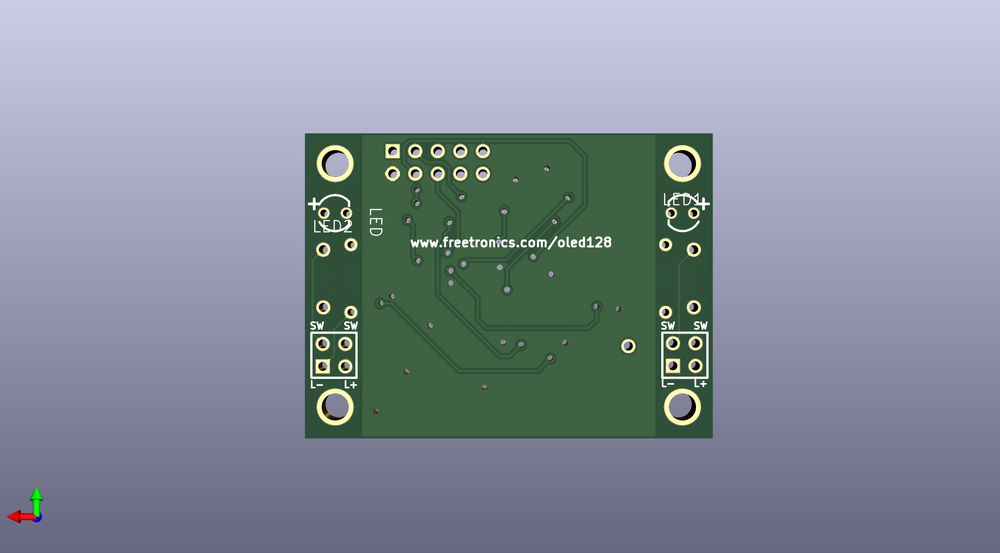 LED1
+
+
LED2
LED
www.freetronics.com/oled128
SW SW
SW SW
L- L+
L- L+